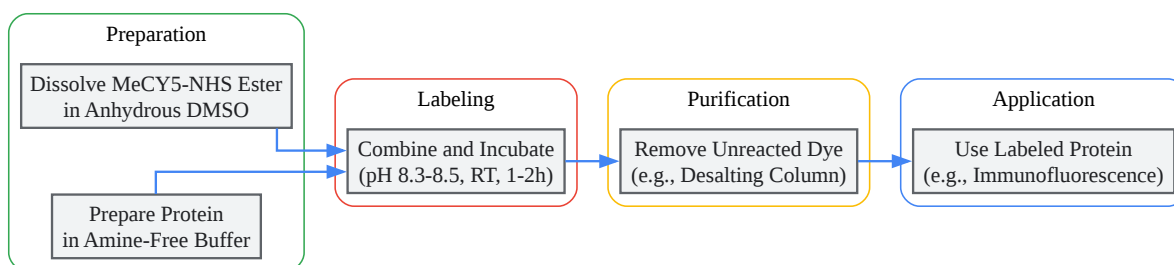 Preparation
Dissolve MeCY5-NHS Ester
in Anhydrous DMSO
Prepare Protein
in Amine-Free Buffer
Labeling
Combine and Incubate
(pH 8.3-8.5, RT, 1-2h)
Purification
Remove Unreacted Dye
(e.g., Desalting Column)
Application
Use Labeled Protein
(e.g., Immunofluorescence)